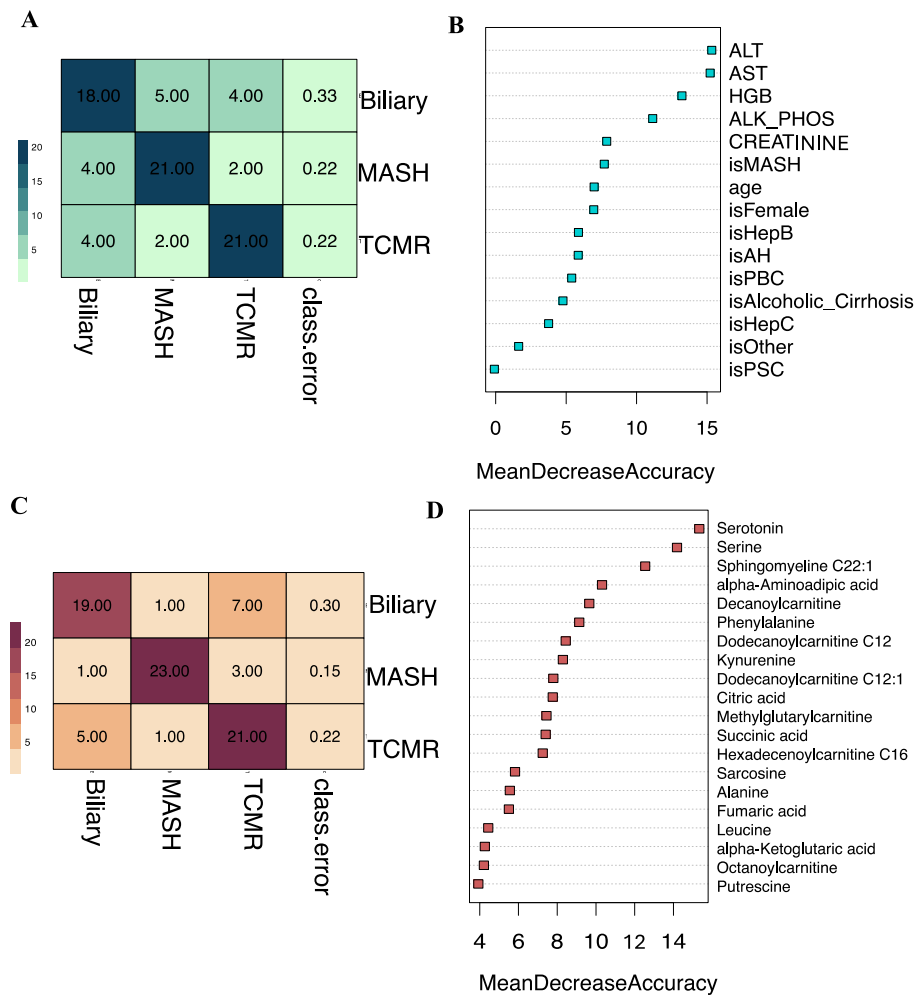 A
18.00 5.00 4.00 0.33 Biliary
4.00 21.00 2.00 0.22 MASH
4.00 2.00 21.00 0.22 TCMR
20
15
10
5
Biliary MASH TCMR class.error
B
ALT
AST
HGB
ALK_PHOS
CREATININE
isMASH
age
isFemale
isHepB
isAH
isPBC
isAlcoholic_Cirrhosis
isHepC
isOther
isPSC
0 5 10 15
MeanDecreaseAccuracy
C
19.00 1.00 7.00 0.30 Biliary
1.00 23.00 3.00 0.15 MASH
5.00 1.00 21.00 0.22 TCMR
20
15
10
5
Biliary MASH TCMR class.error
D
Serotonin
Serine
Sphingomyeline C22:1
alpha-Aminoadipic acid
Decanoylcarnitine
Phenylalanine
Dodecanoylcarnitine C12
Kynurenine
Dodecanoylcarnitine C12:1
Citric acid
Methylglutarylcarnitine
Succinic acid
Hexadecenoylcarnitine C16
Sarcosine
Alanine
Fumaric acid
Leucine
alpha-Ketoglutaric acid
Octanoylcarnitine
Putrescine
4 6 8 10 12 14
MeanDecreaseAccuracy